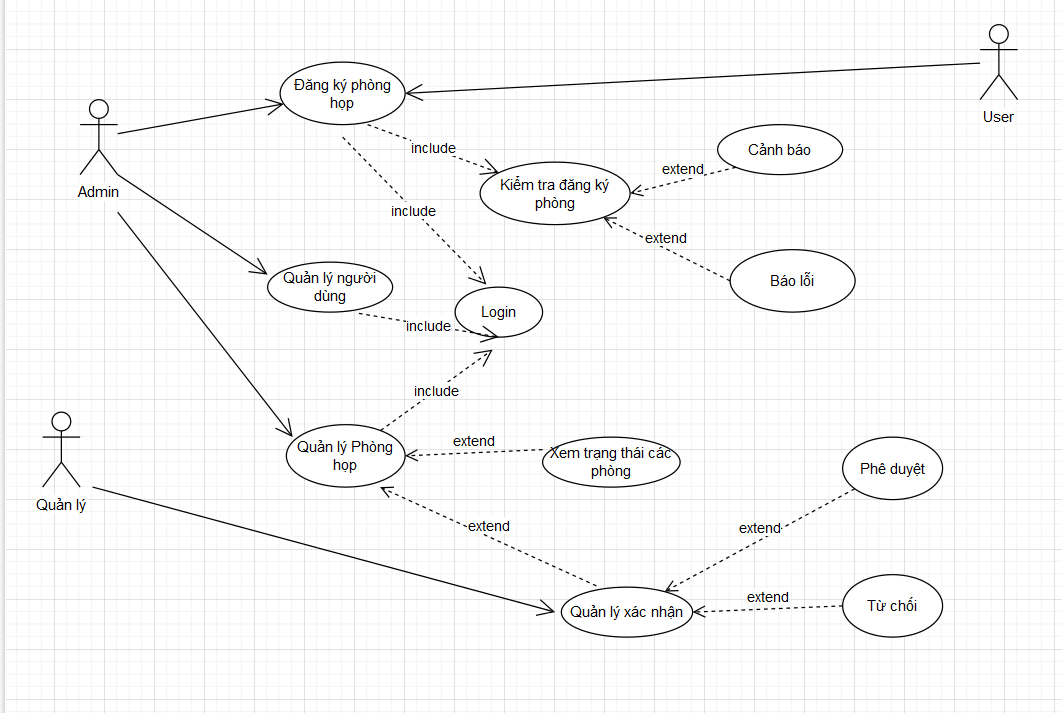 Đăng ký phòng
họp
User
Admin
include
Cảnh báo
extend
Kiểm tra đăng ký
phòng
include
extend
Quản lý người
dùng
Báo lỗi
Login
include
include
Quản lý Phòng
họp
extend
Xem trạng thái các
phòng
Phê duyệt
Quản lý
extend
extend
extend
Quản lý xác nhận
Từ chối